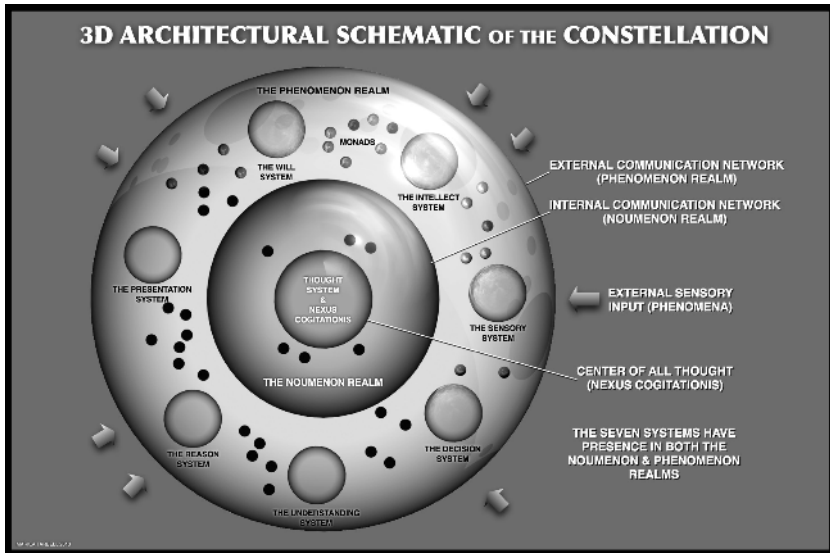 3D ARCHITECTURAL SCHEMATIC OF THE CONSTELLATION
THE PHENOMENON REALM
MONADS
THE WILL
SYSTEM
THE INTELLECT
SYSTEM
EXTERNAL COMMUNICATION NETWORK
(PHENOMENON REALM)
INTERNAL COMMUNICATION NETWORK
(NOUMENON REALM)
THE PRESENTATION
SYSTEM
THOUGHT
SYSTEM
&
NEXUS
COGITATIONIS
THE SENSORY
SYSTEM
EXTERNAL SENSORY
INPUT (PHENOMENA)
THE NOUMENON REALM
CENTER OF ALL THOUGHT
(NEXUS COGITATIONIS)
THE REASON
SYSTEM
THE DECISION
SYSTEM
THE UNDERSTANDING
SYSTEM
THE SEVEN SYSTEMS HAVE
PRESENCE IN BOTH THE
NOUMENON & PHENOMENON
REALMS